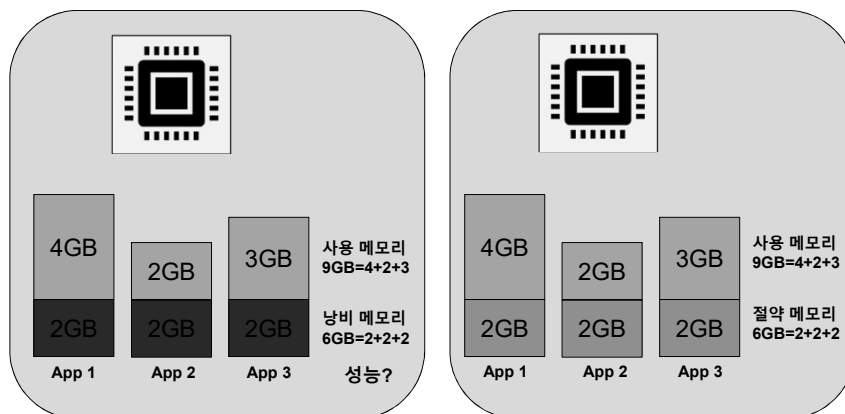 4GB
2GB
3GB
사용 메모리
9GB=4+2+3
2GB
2GB
2GB
낭비 메모리
6GB=2+2+2
App 1
App 2
App 3
성능?
4GB
2GB
3GB
사용 메모리
9GB=4+2+3
2GB
2GB
2GB
절약 메모리
6GB=2+2+2
App 1
App 2
App 3